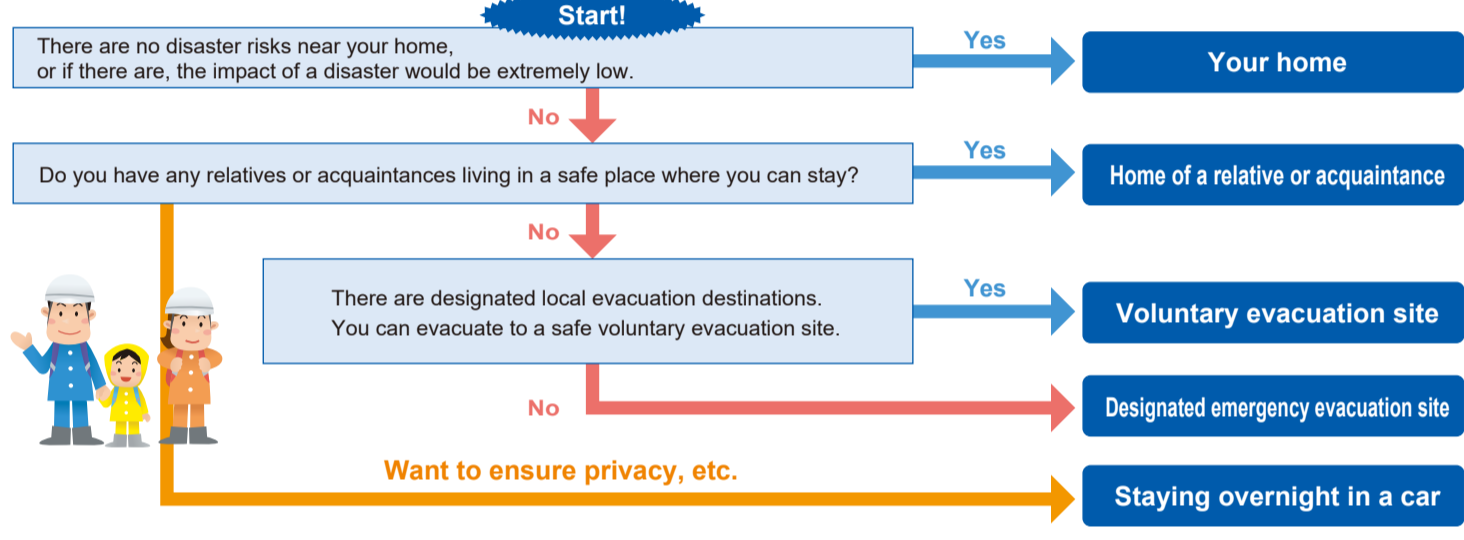 Start!
There are no disaster risks near your home,
or if there are, the impact of a disaster would be extremely low.
Yes
Your home
No
Do you have any relatives or acquaintances living in a safe place where you can stay?
Yes
Home of a relative or acquaintance
No
There are designated local evacuation destinations.
You can evacuate to a safe voluntary evacuation site.
Yes
Voluntary evacuation site
No
Designated emergency evacuation site
Want to ensure privacy, etc.
Staying overnight in a car